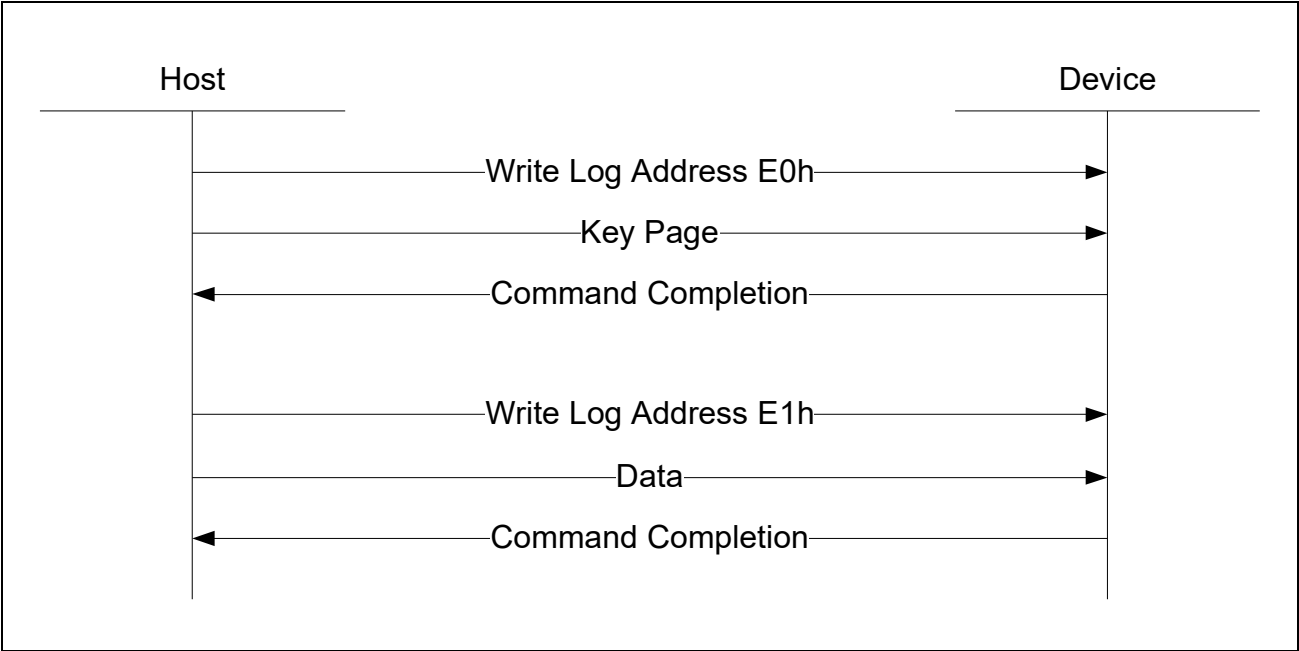 Host
Device
Write Log Address E0h
Key Page
Command Completion
Write Log Address E1h
Data
Command Completion